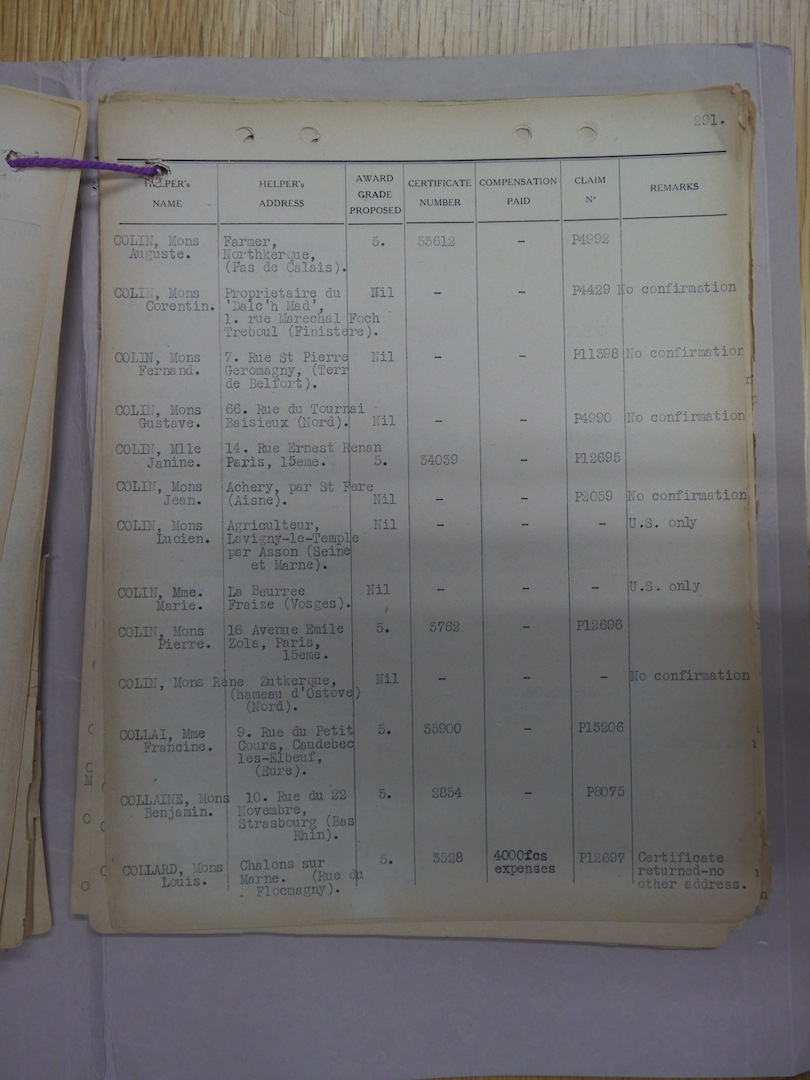 291.
HELPER's NAME HELPER's ADDRESS AWARD GRADE PROPOSED CERTIFICATE NUMBER COMPENSATION PAID CLAIM N° REMARKS
COLIN, Mons Farmer, 5. 33612 - P4992
Auguste. Northkerque,
(Pas de Calais).
COLIN, Mons Proprietaire du Nil - - P4429 No confirmation
Corentin. 'Dalc'h Mad',
1. rue Marechal Foch
Treboul (Finistere).
COLIN, Mons 7. Rue St Pierre Nil - - P11398 No confirmation
Fernand. Geromagny, (Terr
de Belfort).
COLIN, Mons 66. Rue du Tournai
Gustave. Baisieux (Nord). Nil - - P4990 No confirmation
COLIN, Mlle 14. Rue Ernest Renan
Janine. Paris, 15eme. 5. 34039 - P12695
COLIN, Mons Achery, par St Fere
Jean. (Aisne). Nil - - P2059 No confirmation
COLIN, Mons Agriculteur, Nil - - - U.S. only
Lucien. Lavigny-le-Temple
par Asson (Seine
et Marne).
COLIN, Mme. La Beurree Nil - - - U.S. only
Marie. Fraize (Vosges).
COLIN, Mons 16 Avenue Emile 5. 3762 - P12696
Pierre. Zola, Paris,
15eme.
COLIN, Mons Rene Zutkerque, Nil - - - No confirmation
(hameau d'Ostove)
(Nord).
COLLAI, Mme 9. Rue du Petit 5. 35900 - P13206
Francine. Cours, Caudebec
les-Elbeuf,
(Eure).
COLLAINE, Mons 10. Rue du 22 5. 2854 - P8075
Benjamin. Novembre,
Strasbourg (Bas
Rhin).
COLLARD, Mons Chalons sur 5. 3528 4000fcs P12697 Certificate
Louis. Marne. (Rue du expenses returned-no
Flocmagny). other address.